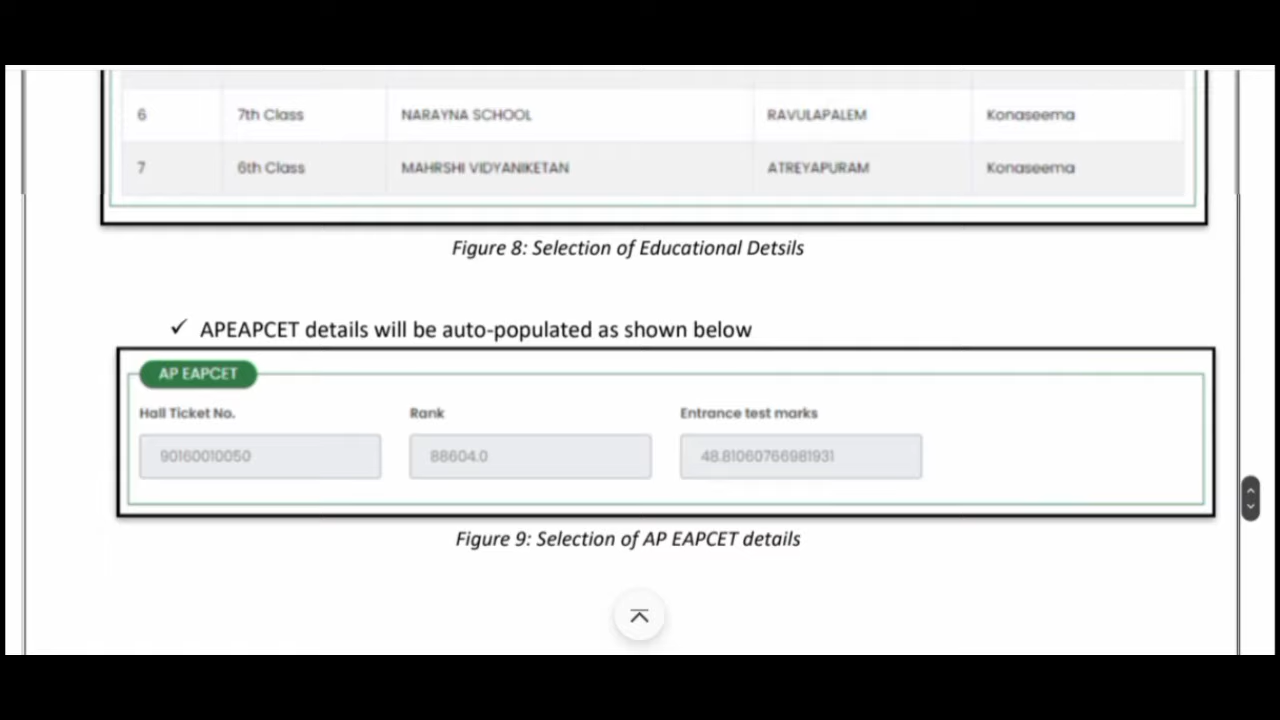 6 7th Class NARAYNA SCHOOL RAVULAPALEM Konaseema
7 6th Class MAHRSHI VIDYANIKETAN ATREYAPURAM Konaseema
Figure 8: Selection of Educational Detsils
✓ APEAPCET details will be auto-populated as shown below
AP EAPCET
Hall Ticket No. Rank Entrance test marks
90160010050 88604.0 48.81060766981931
Figure 9: Selection of AP EAPCET details